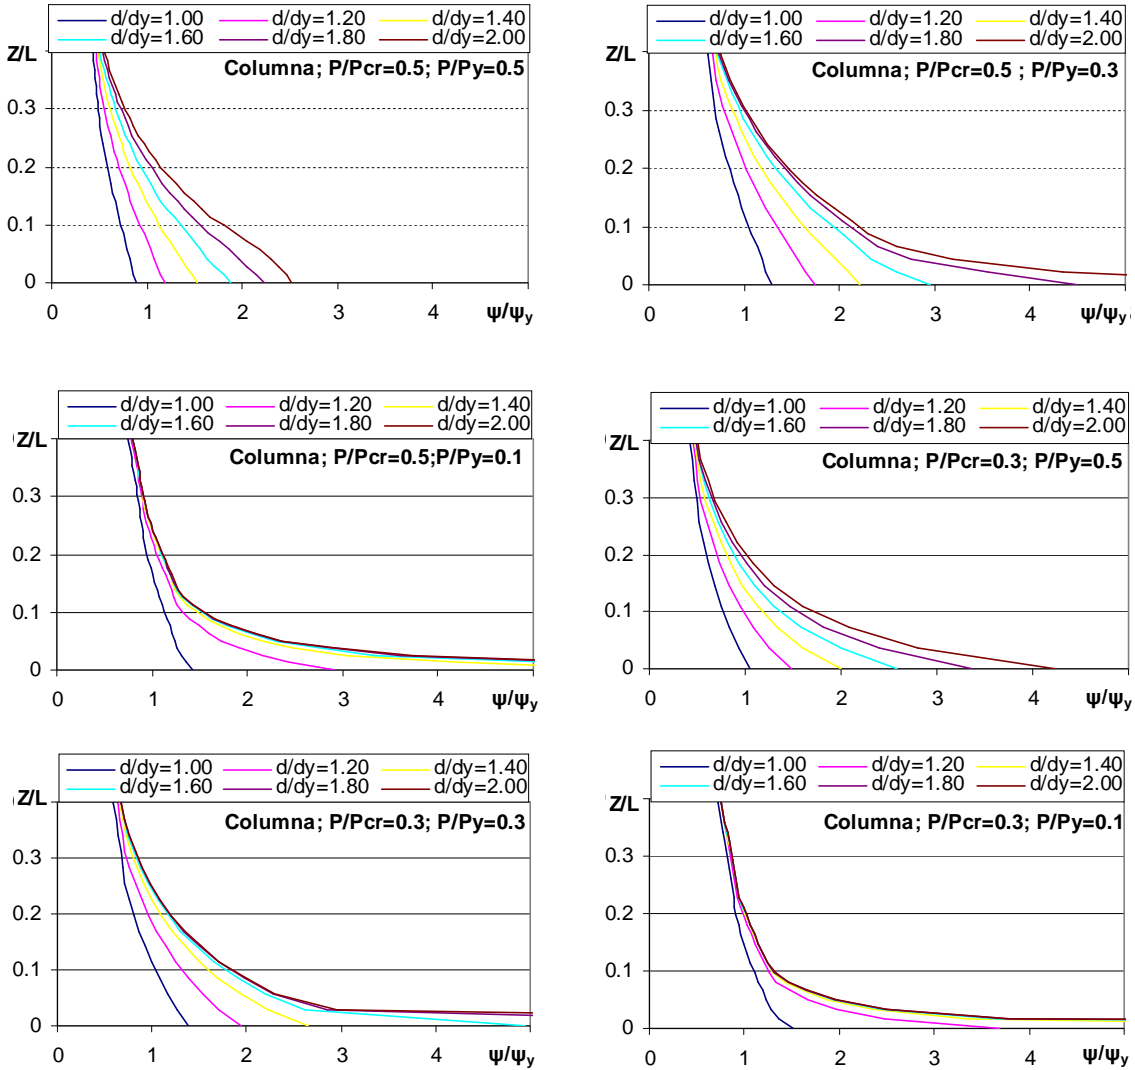 d/dy=1.00 d/dy=1.20 d/dy=1.40
d/dy=1.60 d/dy=1.80 d/dy=2.00
Z/L
Columna; P/Pcr=0.5; P/Py=0.5
0.3
0.2
0.1
0
0 1 2 3 4 ψ/ψy
d/dy=1.00 d/dy=1.20 d/dy=1.40
d/dy=1.60 d/dy=1.80 d/dy=2.00
Z/L
Columna; P/Pcr=0.5 ; P/Py=0.3
0.3
0.2
0.1
0
0 1 2 3 4 ψ/ψy
d/dy=1.00 d/dy=1.20 d/dy=1.40
d/dy=1.60 d/dy=1.80 d/dy=2.00
Z/L
Columna; P/Pcr=0.5;P/Py=0.1
0.3
0.2
0.1
0
0 1 2 3 4 ψ/ψy
d/dy=1.00 d/dy=1.20 d/dy=1.40
d/dy=1.60 d/dy=1.80 d/dy=2.00
Z/L
Columna; P/Pcr=0.3; P/Py=0.5
0.3
0.2
0.1
0
0 1 2 3 4 ψ/ψy
d/dy=1.00 d/dy=1.20 d/dy=1.40
d/dy=1.60 d/dy=1.80 d/dy=2.00
Z/L
Columna; P/Pcr=0.3; P/Py=0.3
0.3
0.2
0.1
0
0 1 2 3 4 ψ/ψy
d/dy=1.00 d/dy=1.20 d/dy=1.40
d/dy=1.60 d/dy=1.80 d/dy=2.00
Z/L
Columna; P/Pcr=0.3; P/Py=0.1
0.3
0.2
0.1
0
0 1 2 3 4 ψ/ψy